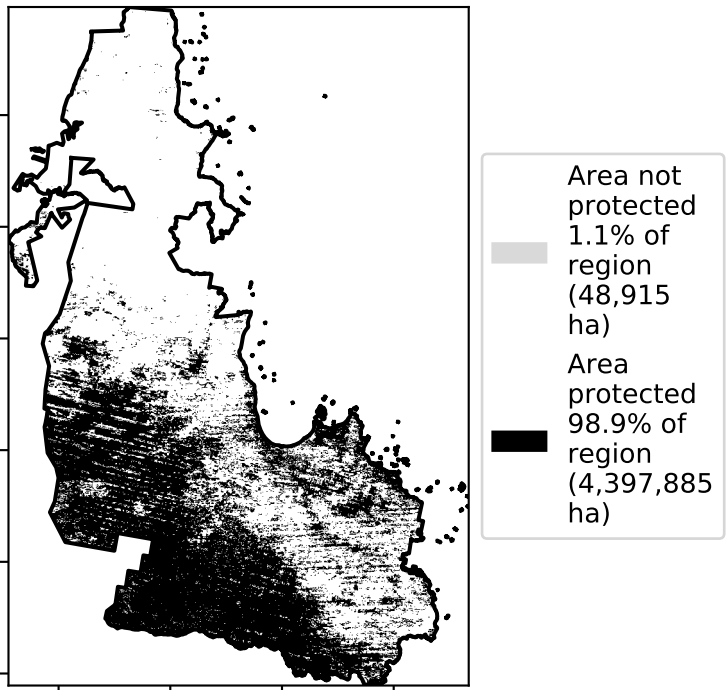 Area not
protected
1.1% of
region
(48,915
ha)
Area
protected
98.9% of
region
(4,397,885
ha)